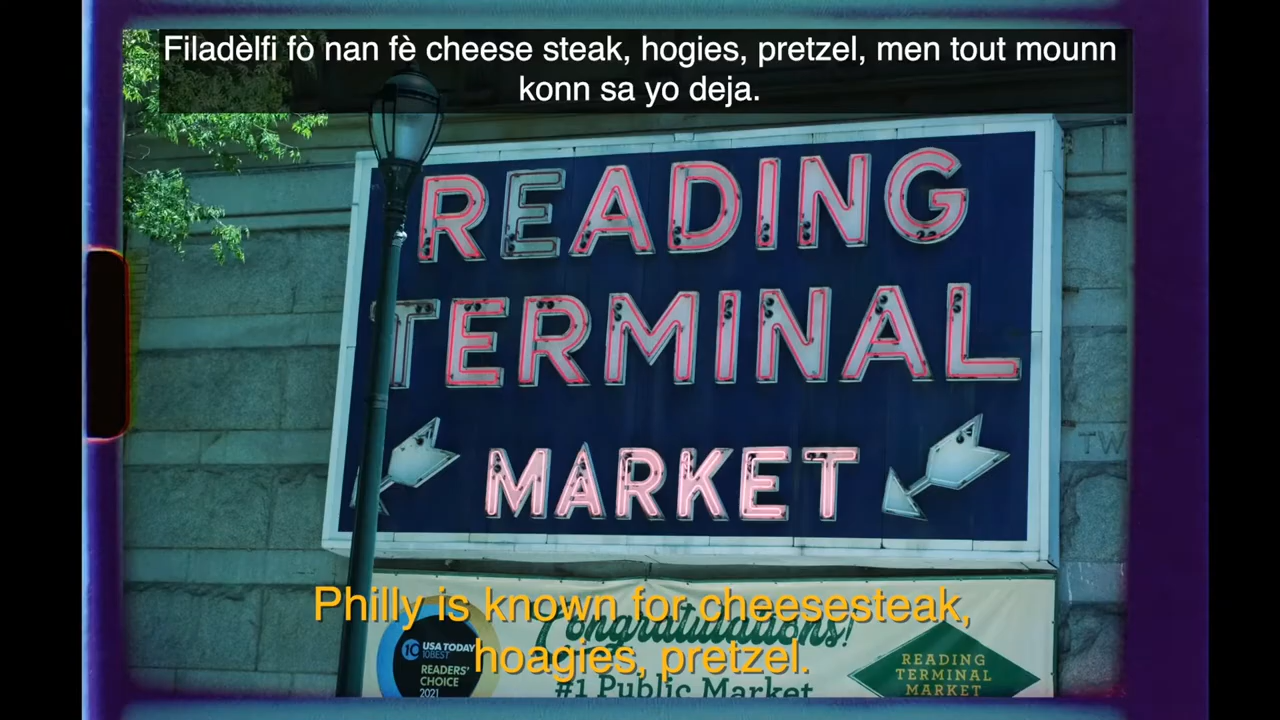 Filadèlfi fò nan fè cheese steak, hogies, pretzel, men tout mounn
konn sa yo deja.
READING
TERMINAL
MARKET
TW
Philly is known for cheesesteak,
hoagies, pretzel.
Congratulations!
#1 Public Market
10
USA TODAY
10BEST
READERS'
CHOICE
2021
READING
TERMINAL
MARKET